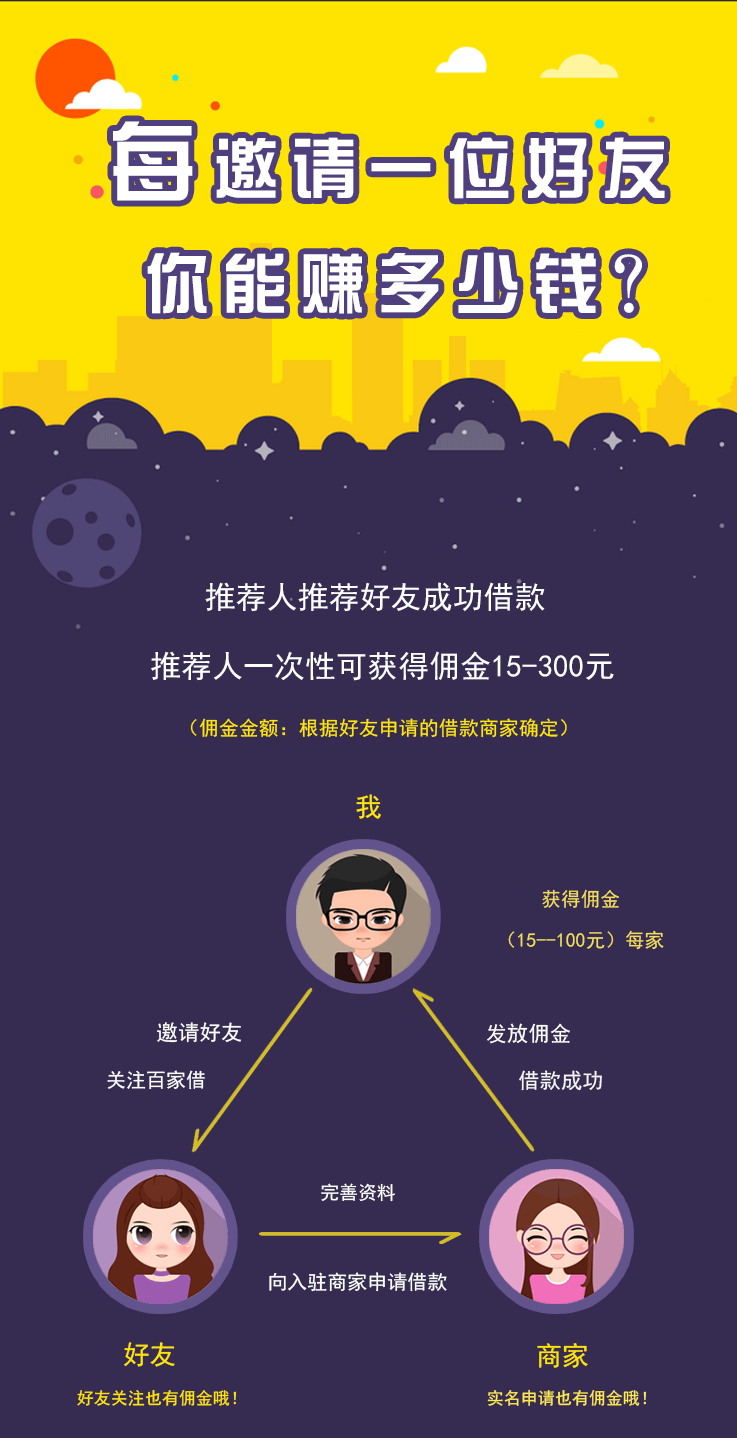 每邀请一位好友
你能赚多少钱?
推荐人推荐好友成功借款
推荐人一次性可获得佣金15-300元
（佣金金额：根据好友申请的借款商家确定）
我
获得佣金
（15--100元）每家
邀请好友
发放佣金
关注百家借
借款成功
完善资料
向入驻商家申请借款
好友
商家
好友关注也有佣金哦！
实名申请也有佣金哦！